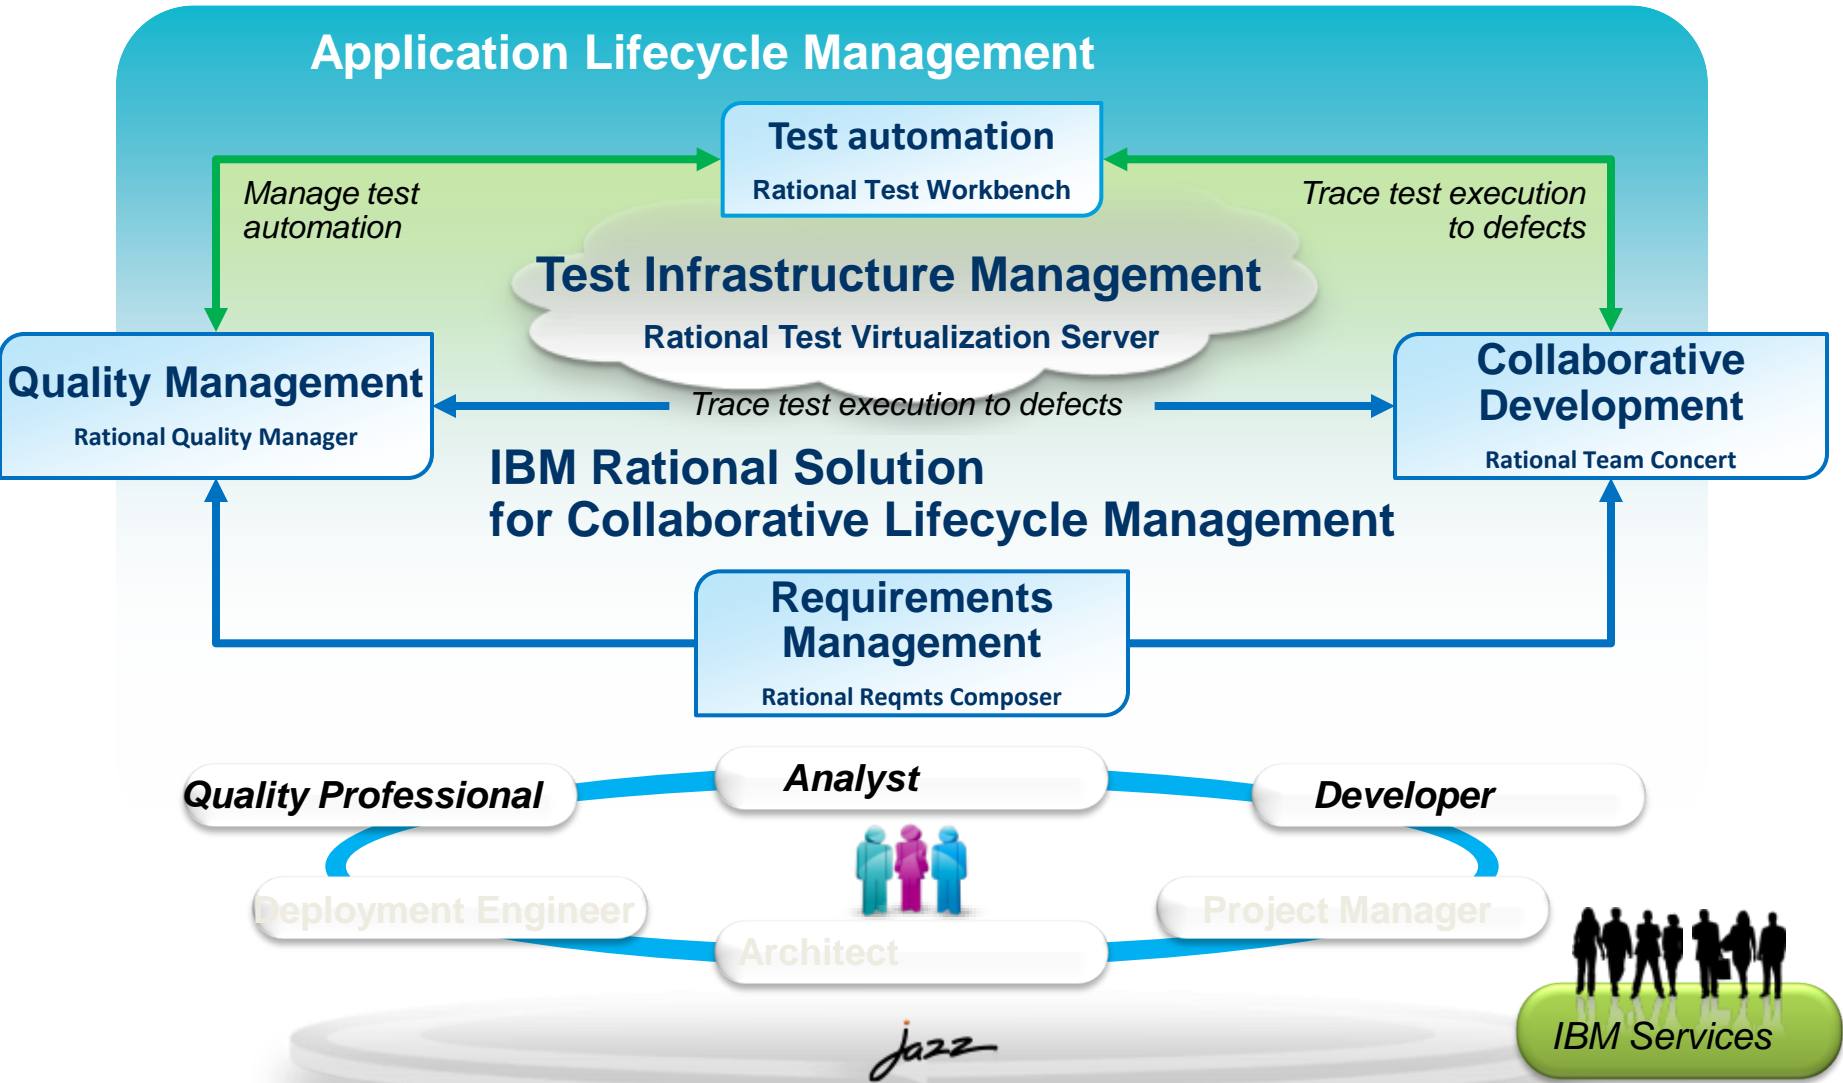 Application Lifecycle Management
Test automation
Rational Test Workbench
Manage test
automation
Trace test execution
to defects
Test Infrastructure Management
Rational Test Virtualization Server
Quality Management
Rational Quality Manager
Trace test execution to defects
Collaborative
Development
Rational Team Concert
IBM Rational Solution
for Collaborative Lifecycle Management
Requirements
Management
Rational Reqmts Composer
Quality Professional
Analyst
Developer
Deployment Engineer
Architect
Project Manager
jazz
IBM Services